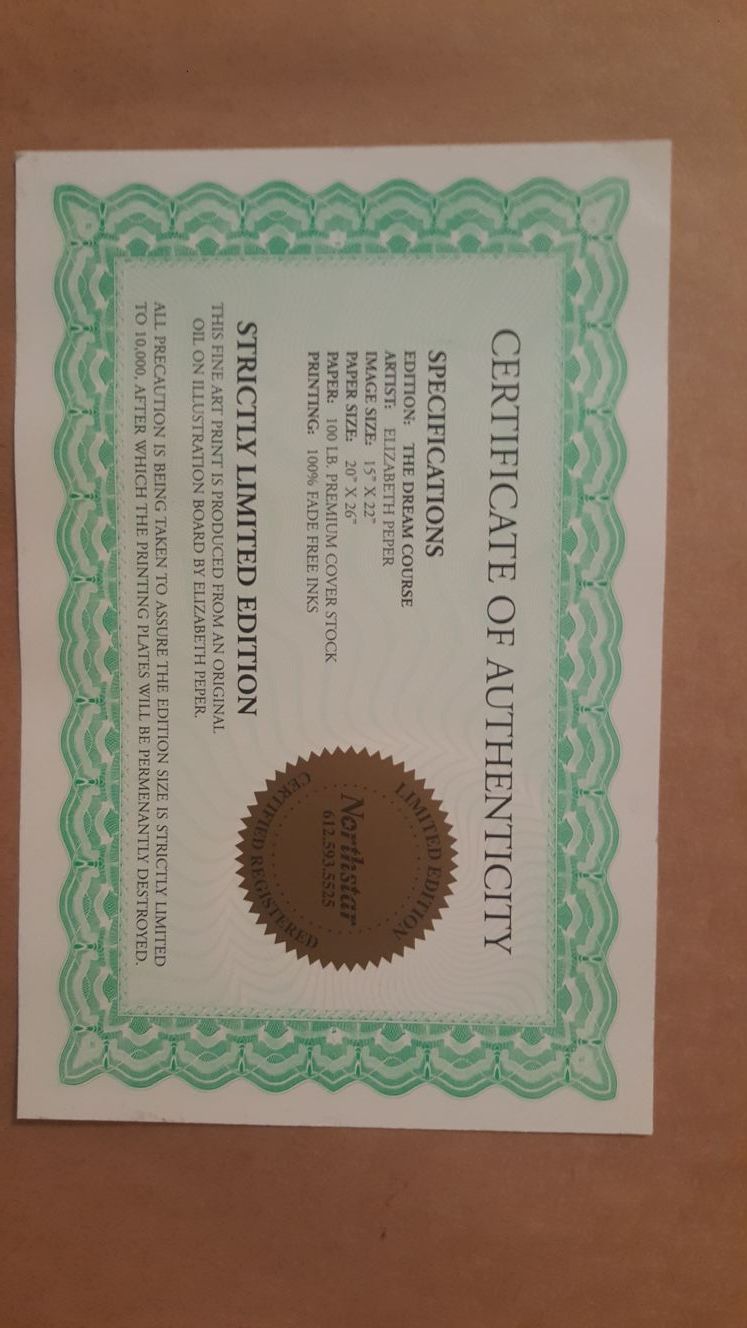 CERTIFICATE OF AUTHENTICITY
SPECIFICATIONS
EDITION: THE DREAM COURSE
ARTIST: ELIZABETH PEPER
IMAGE SIZE: 15" X 22"
PAPER SIZE: 20" X 26"
PAPER: 100 LB. PREMIUM COVER STOCK
PRINTING: 100% FADE FREE INKS
LIMITED EDITION
Northstar
612.593.5525
CERTIFIED REGISTERED
STRICTLY LIMITED EDITION
THIS FINE ART PRINT IS PRODUCED FROM AN ORIGINAL
OIL ON ILLUSTRATION BOARD BY ELIZABETH PEPER.
ALL PRECAUTION IS BEING TAKEN TO ASSURE THE EDITION SIZE IS STRICTLY LIMITED
TO 10,000, AFTER WHICH THE PRINTING PLATES WILL BE PERMENANTLY DESTROYED.